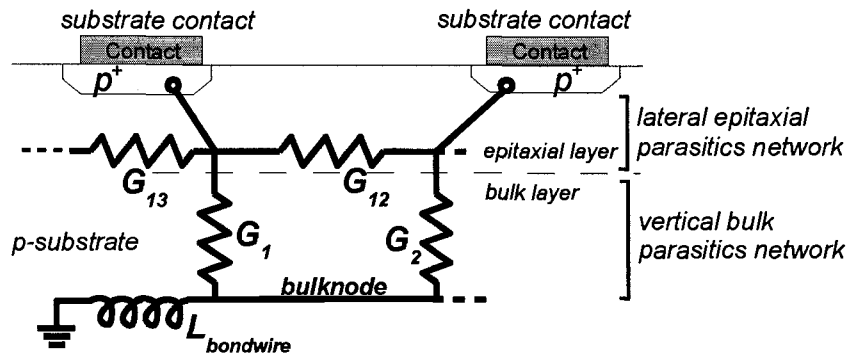 substrate contact
substrate contact
Contact
Contact
p+
p+
lateral epitaxial
parasitics network
epitaxial layer
G13
G12
bulk layer
p-substrate
G1
G2
vertical bulk
parasitics network
bulknode
Lbondwire